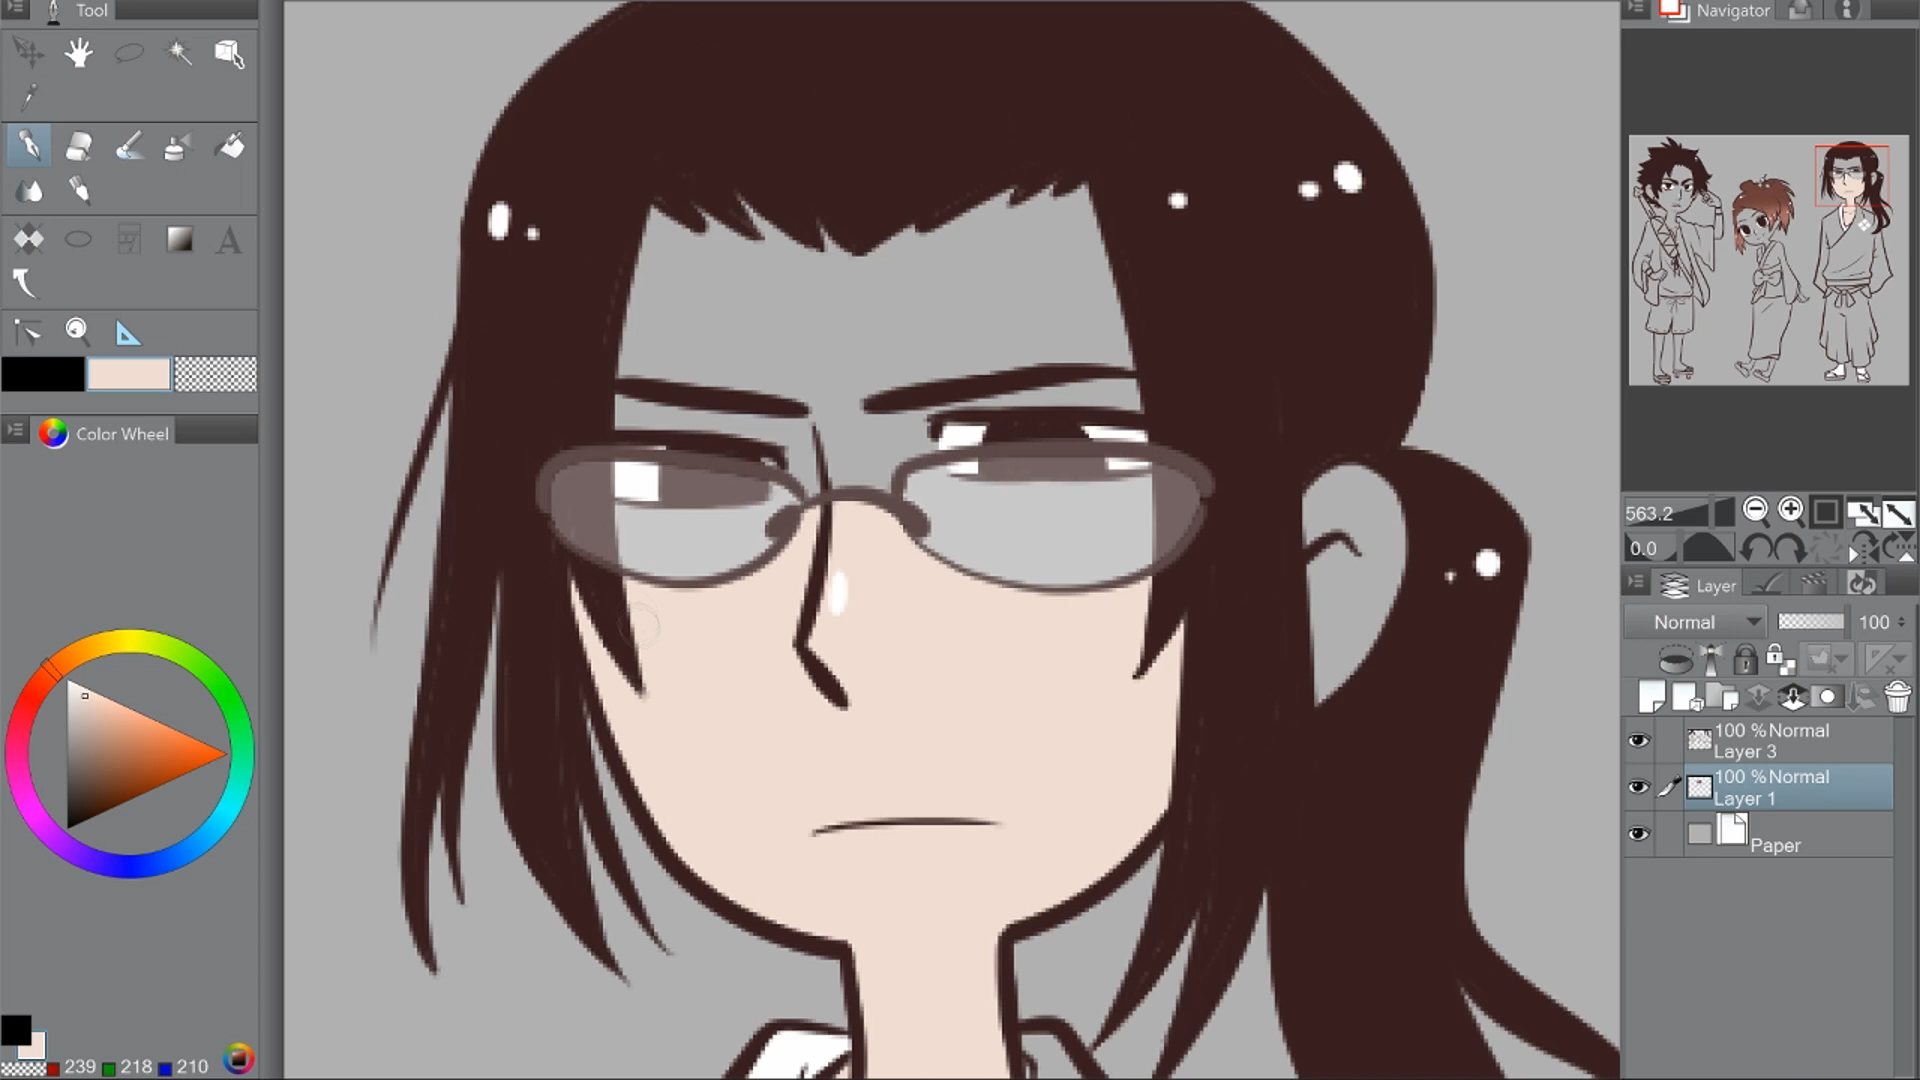 Tool
Navigator
A
Color Wheel
563.2
0.0
Layer
Normal 100
100 %Normal
Layer 3
100 %Normal
Layer 1
Paper
239 218 210